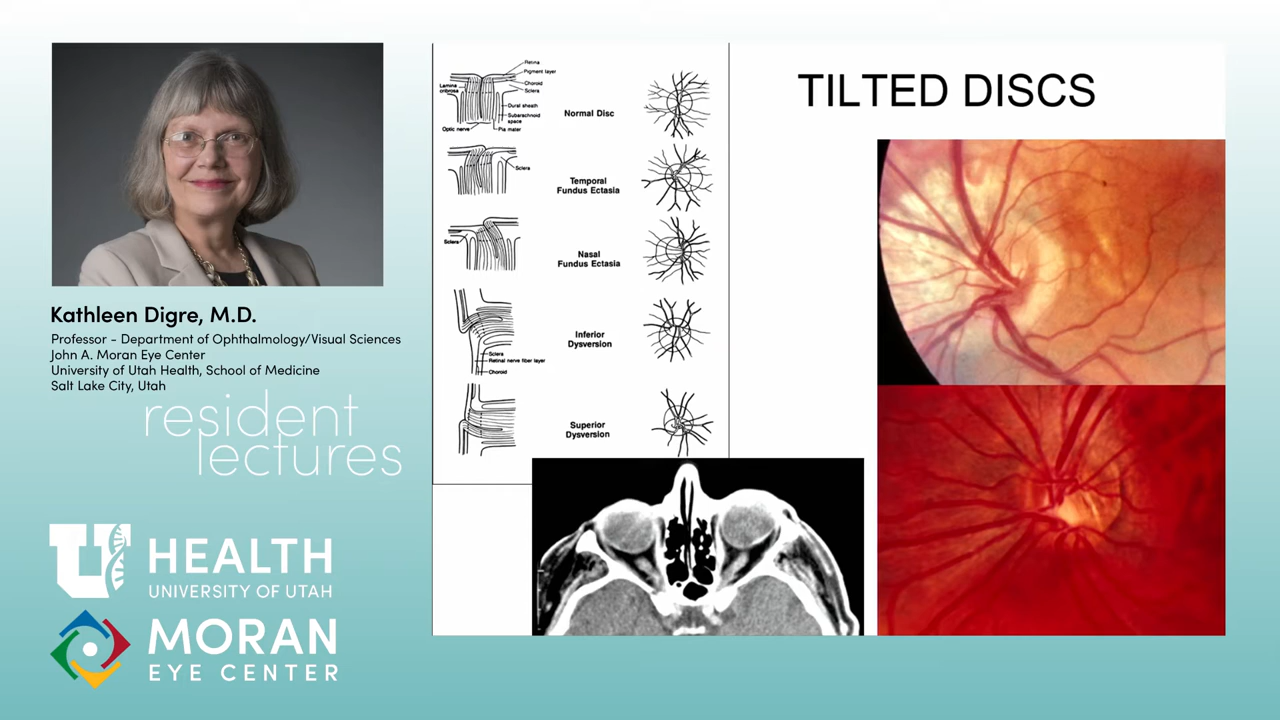 Kathleen Digre, M.D.
Professor - Department of Ophthalmology/Visual Sciences
John A. Moran Eye Center
University of Utah Health, School of Medicine
Salt Lake City, Utah
resident
lectures
U HEALTH
UNIVERSITY OF UTAH
MORAN
EYE CENTER
Retina
Pigment layer
Choroid
Sclera
Lamina
cribrosa
Dural sheath
Subarachnoid
space
Optic nerve
Pia mater
Normal Disc
Sclera
Temporal
Fundus Ectasia
Sclera
Nasal
Fundus Ectasia
Inferior
Dysversion
Sclera
Retinal nerve fiber layer
Choroid
Superior
Dysversion
TILTED DISCS